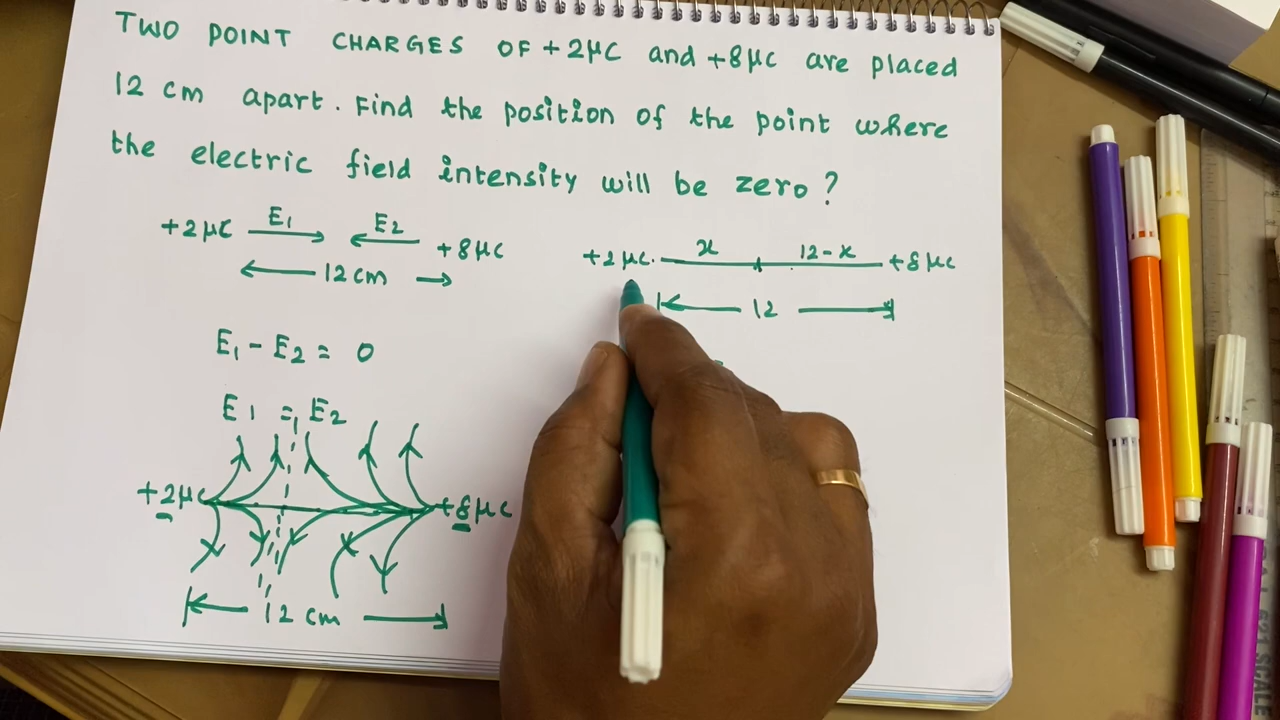 TWO POINT CHARGES OF +2μC and +8μC are placed
12 cm apart. Find the position of the point where
the electric field intensity will be zero?
+2μC E1 E2 +8μC
12 cm
+2μC x 12-x +8μC
12
E1 - E2 = 0
E1 = E2
+2μC +8μC
12 cm